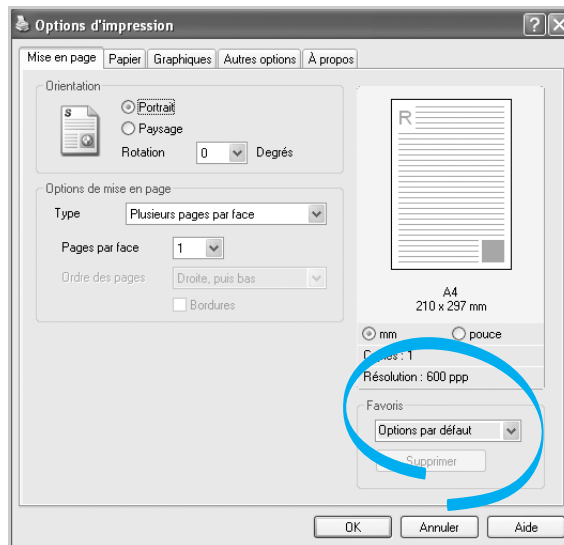 Options d'impression
Mise en page Papier Graphiques Autres options À propos
Orientation
S
Portrait
Paysage
Rotation 0 Degrés
Options de mise en page
Type Plusieurs pages par face
Pages par face 1
Ordre des pages Droite, puis bas
Bordures
R
A4
210 x 297 mm
mm pouce
Copies : 1
Résolution : 600 ppp
Favoris
Options par défaut
Supprimer
OK Annuler Aide